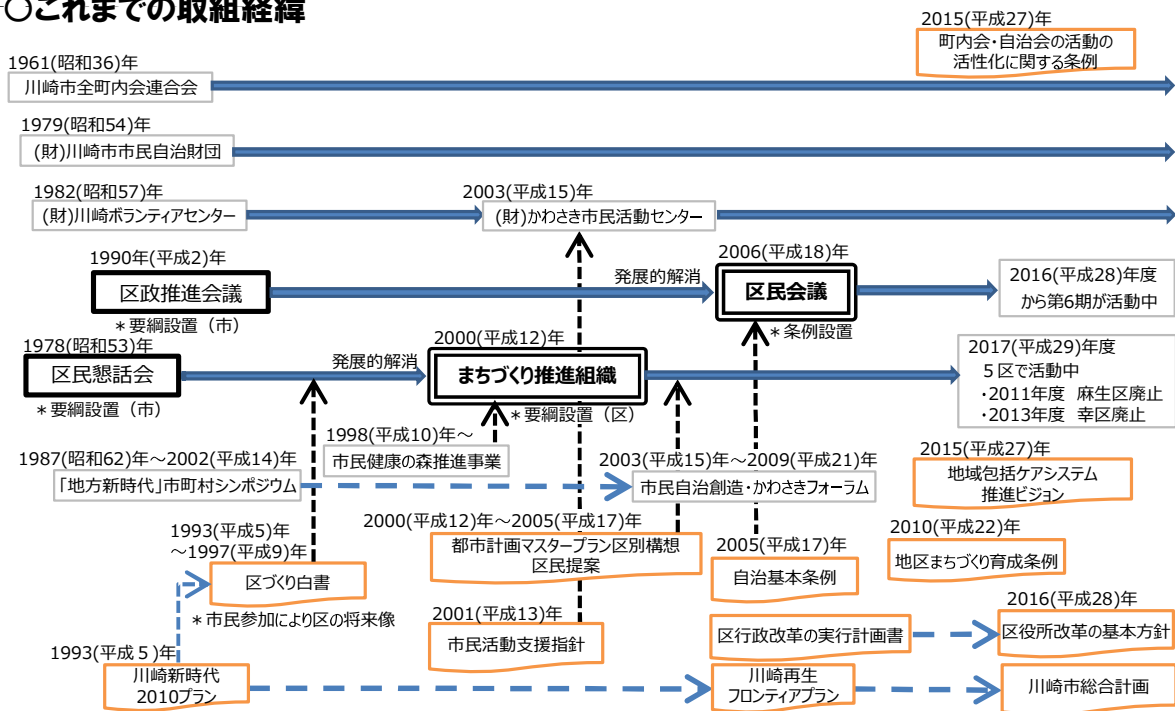 ○これまでの取組経緯
2015(平成27)年
町内会・自治会の活動の
活性化に関する条例
1961(昭和36)年
川崎市全町内会連合会
1979(昭和54)年
(財)川崎市市民自治財団
1982(昭和57)年
(財)川崎ボランティアセンター
2003(平成15)年
(財)かわさき市民活動センター
1990年(平成2)年
区政推進会議
＊要綱設置（市）
発展的解消
2006(平成18)年
区民会議
＊条例設置
2016(平成28)年度
から第6期が活動中
1978(昭和53)年
区民懇話会
＊要綱設置（市）
発展的解消
2000(平成12)年
まちづくり推進組織
＊要綱設置（区）
2017(平成29)年度
５区で活動中
・2011年度　麻生区廃止
・2013年度　幸区廃止
1998(平成10)年～
市民健康の森推進事業
1987(昭和62)年～2002(平成14)年
「地方新時代」市町村シンポジウム
2003(平成15)年～2009(平成21)年
市民自治創造・かわさきフォーラム
2015(平成27)年
地域包括ケアシステム
推進ビジョン
1993(平成5)年
～1997(平成9)年
区づくり白書
＊市民参加により区の将来像
2000(平成12)年～2005(平成17)年
都市計画マスタープラン区別構想
区民提案
2005(平成17)年
自治基本条例
2010(平成22)年
地区まちづくり育成条例
2001(平成13)年
市民活動支援指針
区行政改革の実行計画書
2016(平成28)年
区役所改革の基本方針
1993(平成５)年
川崎新時代
2010プラン
川崎再生
フロンティアプラン
川崎市総合計画